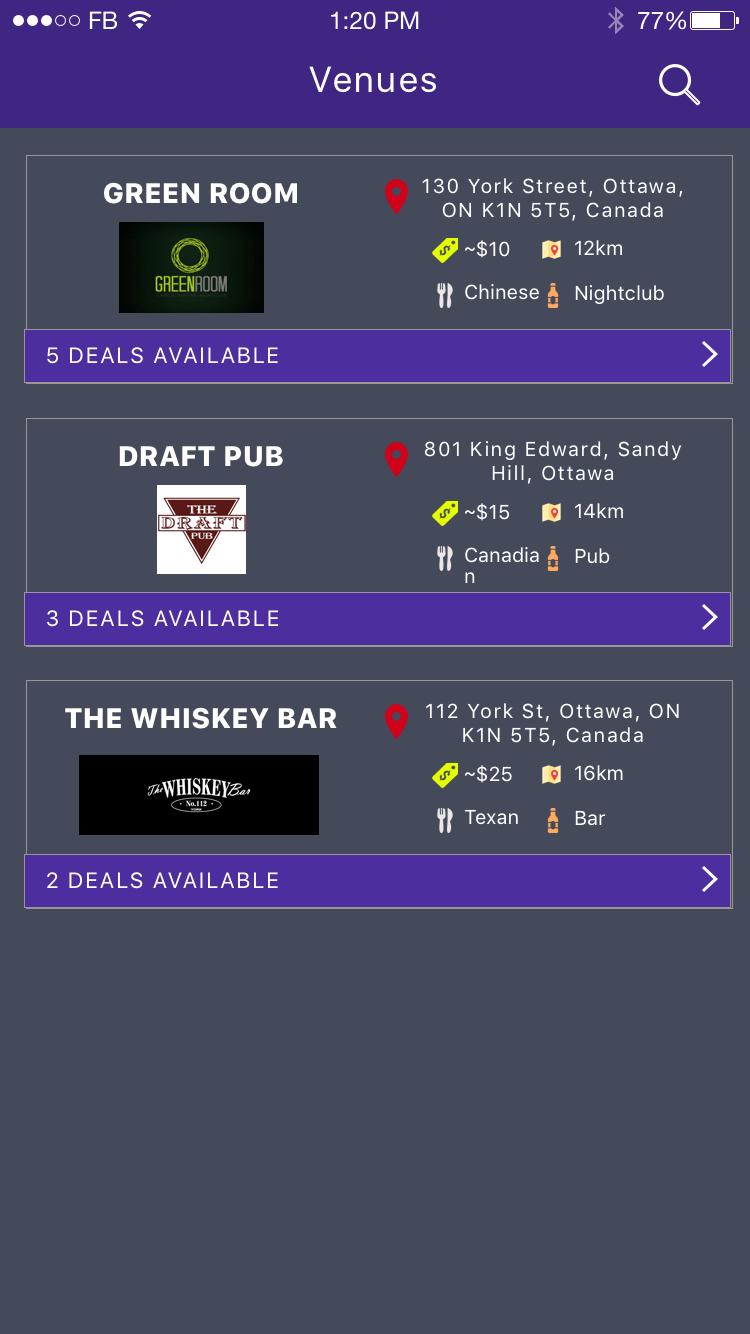 FB
1:20 PM
77%
Venues
GREEN ROOM
GREENROOM
130 York Street, Ottawa,
ON K1N 5T5, Canada
~$10
12km
Chinese
Nightclub
5 DEALS AVAILABLE
DRAFT PUB
THE
DRAFT
PUB
801 King Edward, Sandy
Hill, Ottawa
~$15
14km
Canadia
n
Pub
3 DEALS AVAILABLE
THE WHISKEY BAR
The WHISKEY Bar
No.112
112 York St, Ottawa, ON
K1N 5T5, Canada
~$25
16km
Texan
Bar
2 DEALS AVAILABLE